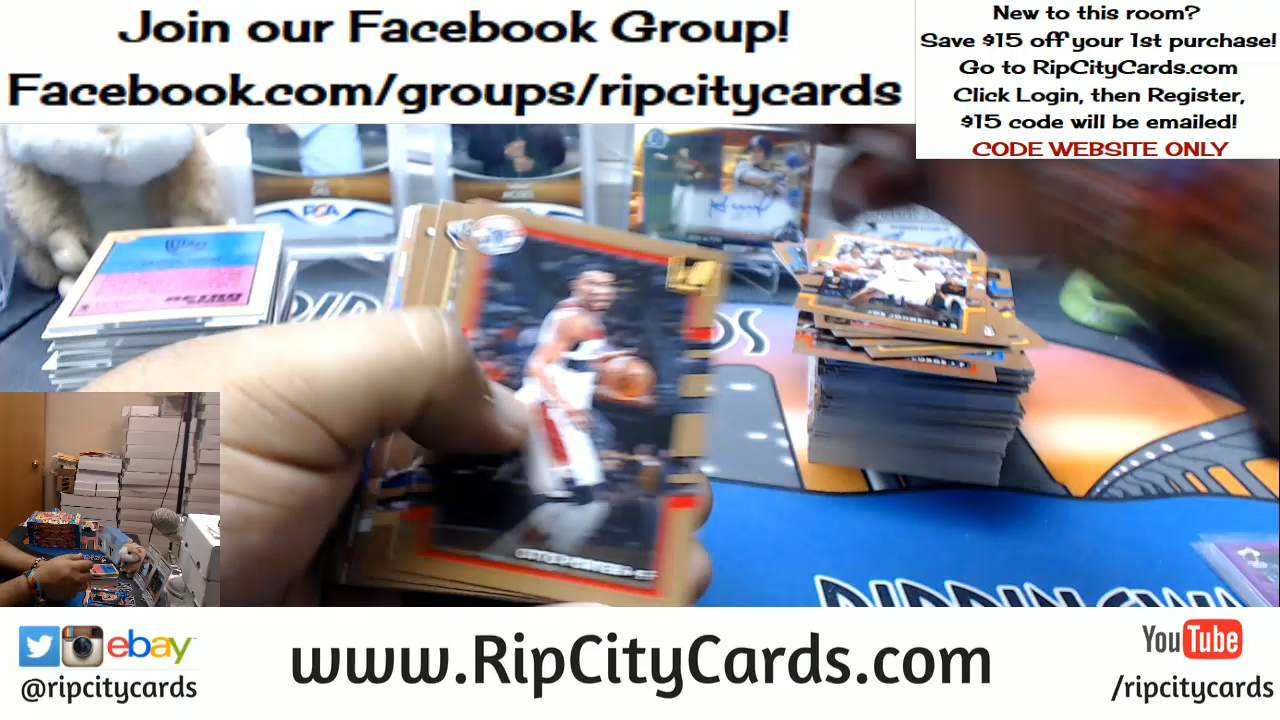 Join our Facebook Group!
Facebook.com/groups/ripcitycards
New to this room?
Save $15 off your 1st purchase!
Go to RipCityCards.com
Click Login, then Register,
$15 code will be emailed!
CODE WEBSITE ONLY
PSA
RETRO
ebay
@ripcitycards
www.RipCityCards.com
YouTube
/ripcitycards